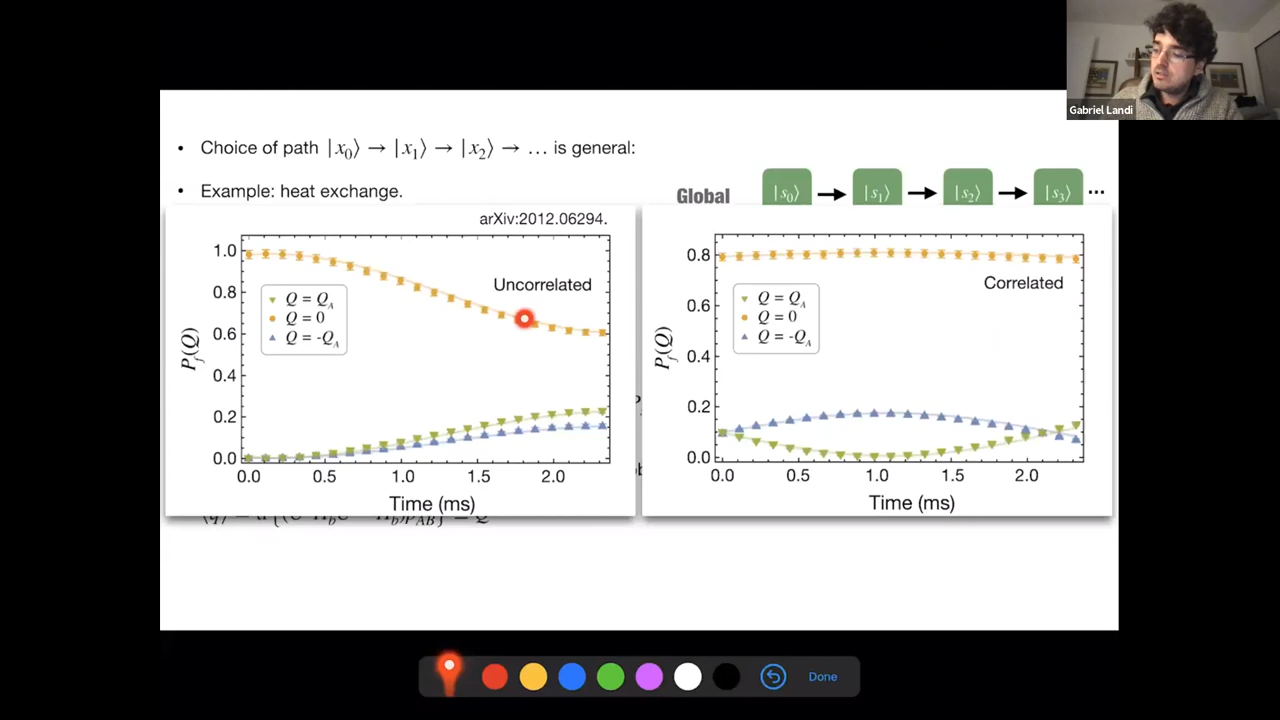 Gabriel Landi
• Choice of path |x₀⟩ → |x₁⟩ → |x₂⟩ → … is general:
• Example: heat exchange.
Global |s₀⟩ → |s₁⟩ → |s₂⟩ → |s₃⟩ ...
arXiv:2012.06294.
Uncorrelated
P_f(Q)
1.0
0.8
0.6
0.4
0.2
0.0
Q = Q_A
Q = 0
Q = -Q_A
0.0 0.5 1.0 1.5 2.0
Time (ms)
Correlated
P_f(Q)
0.8
0.6
0.4
0.2
0.0
Q = Q_A
Q = 0
Q = -Q_A
0.0 0.5 1.0 1.5 2.0
Time (ms)
Done